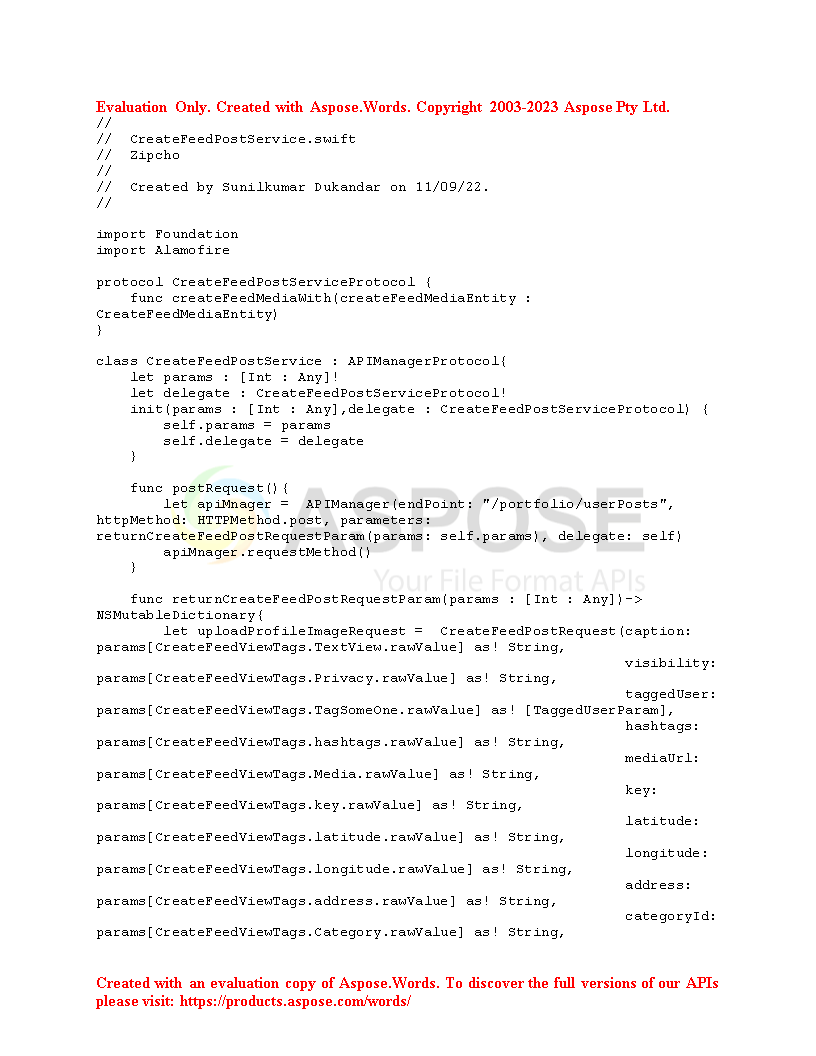 Evaluation Only. Created with Aspose.Words. Copyright 2003-2023 Aspose Pty Ltd.
//
//  CreateFeedPostService.swift
//  Zipcho
//
//  Created by Sunilkumar Dukandar on 11/09/22.
//
import Foundation
import Alamofire
protocol CreateFeedPostServiceProtocol {
    func createFeedMediaWith(createFeedMediaEntity :
CreateFeedMediaEntity)
}
class CreateFeedPostService : APIManagerProtocol{
    let params : [Int : Any]!
    let delegate : CreateFeedPostServiceProtocol!
    init(params : [Int : Any],delegate : CreateFeedPostServiceProtocol) {
        self.params = params
        self.delegate = delegate
    }
    func postRequest(){
        let apiMnager =  APIManager(endPoint: "/portfolio/userPosts",
httpMethod: HTTPMethod.post, parameters:
returnCreateFeedPostRequestParam(params: self.params), delegate: self)
        apiMnager.requestMethod()
    }
ASPOSE
Your File Format APIs
    func returnCreateFeedPostRequestParam(params : [Int : Any])->
NSMutableDictionary{
        let uploadProfileImageRequest =  CreateFeedPostRequest(caption:
params[CreateFeedViewTags.TextView.rawValue] as! String,
                                                               visibility:
params[CreateFeedViewTags.Privacy.rawValue] as! String,
                                                               taggedUser:
params[CreateFeedViewTags.TagSomeOne.rawValue] as! [TaggedUserParam],
                                                               hashtags:
params[CreateFeedViewTags.hashtags.rawValue] as! String,
                                                               mediaUrl:
params[CreateFeedViewTags.Media.rawValue] as! String,
                                                               key:
params[CreateFeedViewTags.key.rawValue] as! String,
                                                               latitude:
params[CreateFeedViewTags.latitude.rawValue] as! String,
                                                               longitude:
params[CreateFeedViewTags.longitude.rawValue] as! String,
                                                               address:
params[CreateFeedViewTags.address.rawValue] as! String,
                                                               categoryId:
params[CreateFeedViewTags.Category.rawValue] as! String,
Created with an evaluation copy of Aspose.Words. To discover the full versions of our APIs
please visit: https://products.aspose.com/words/